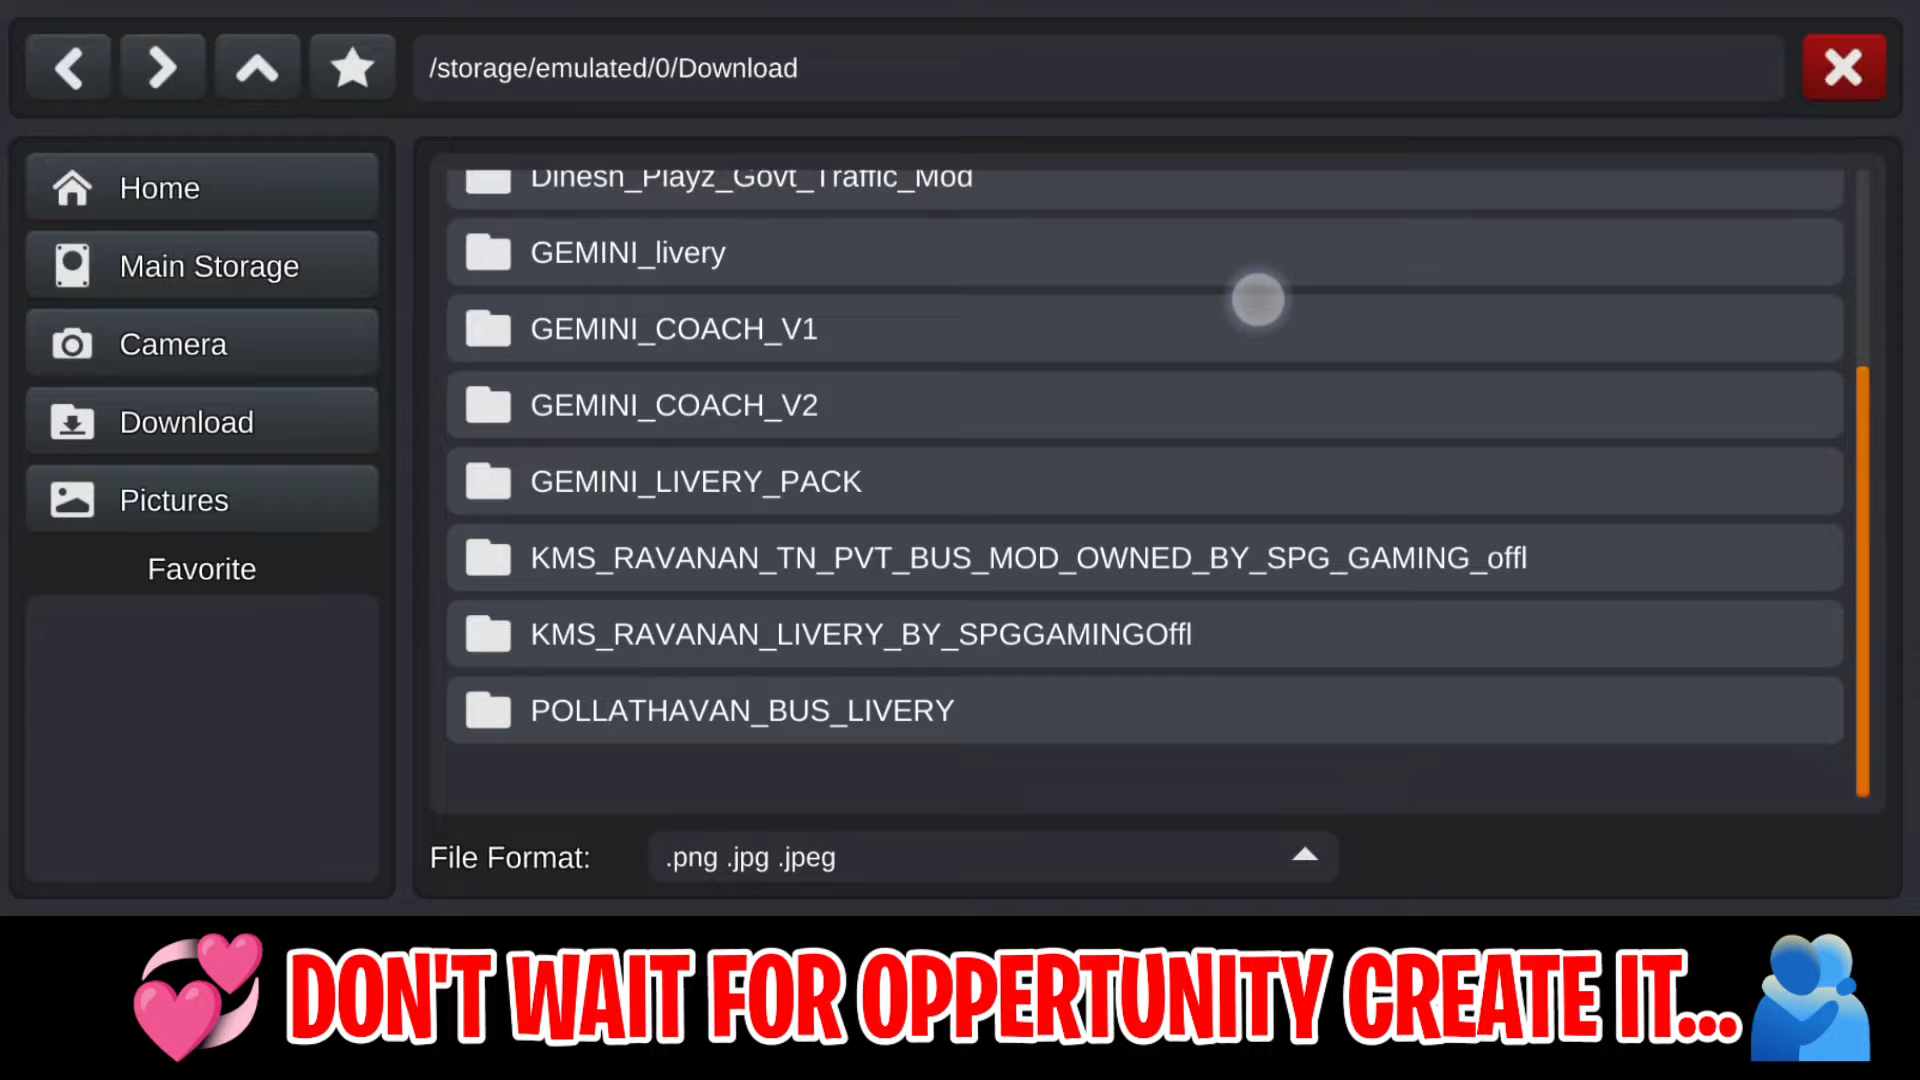 /storage/emulated/0/Download
Home
Main Storage
Camera
Download
Pictures
Favorite
Dinesh_Playz_Govt_Traffic_Mod
GEMINI_livery
GEMINI_COACH_V1
GEMINI_COACH_V2
GEMINI_LIVERY_PACK
KMS_RAVANAN_TN_PVT_BUS_MOD_OWNED_BY_SPG_GAMING_offl
KMS_RAVANAN_LIVERY_BY_SPGGAMINGOffl
POLLATHAVAN_BUS_LIVERY
File Format: .png .jpg .jpeg
DON'T WAIT FOR OPPERTUNITY CREATE IT...